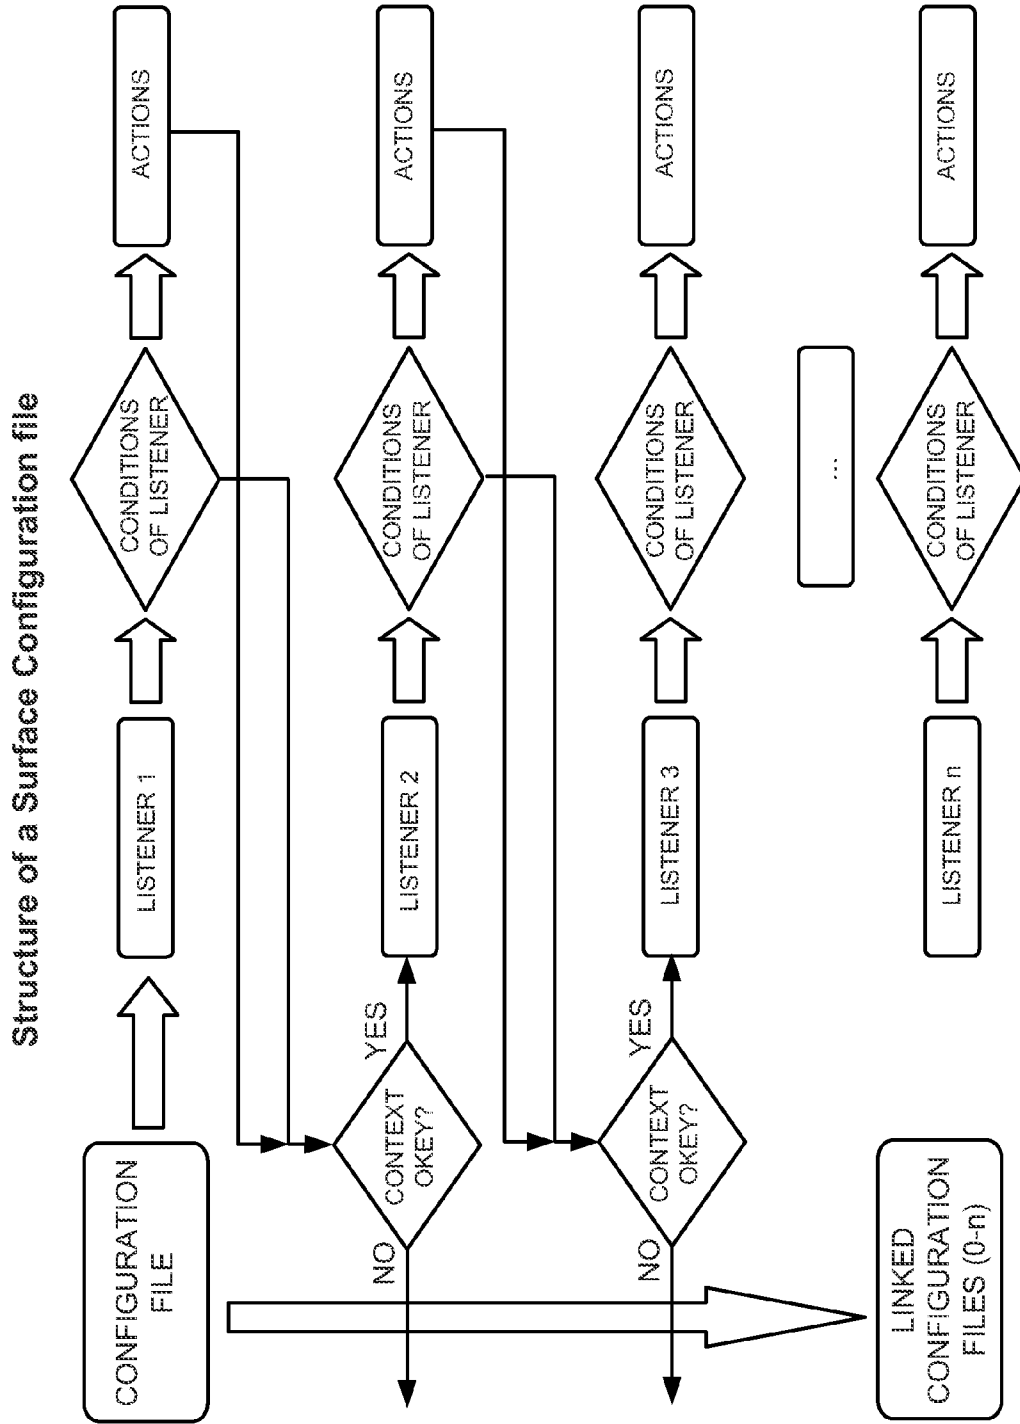 Structure of a Surface Configuration file
CONFIGURATION
FILE
LISTENER 1
CONDITIONS
OF LISTENER
ACTIONS
NO
CONTEXT
OKEY?
YES
LISTENER 2
CONDITIONS
OF LISTENER
ACTIONS
NO
CONTEXT
OKEY?
YES
LISTENER 3
CONDITIONS
OF LISTENER
ACTIONS
...
LINKED
CONFIGURATION
FILES (0-n)
LISTENER n
CONDITIONS
OF LISTENER
ACTIONS